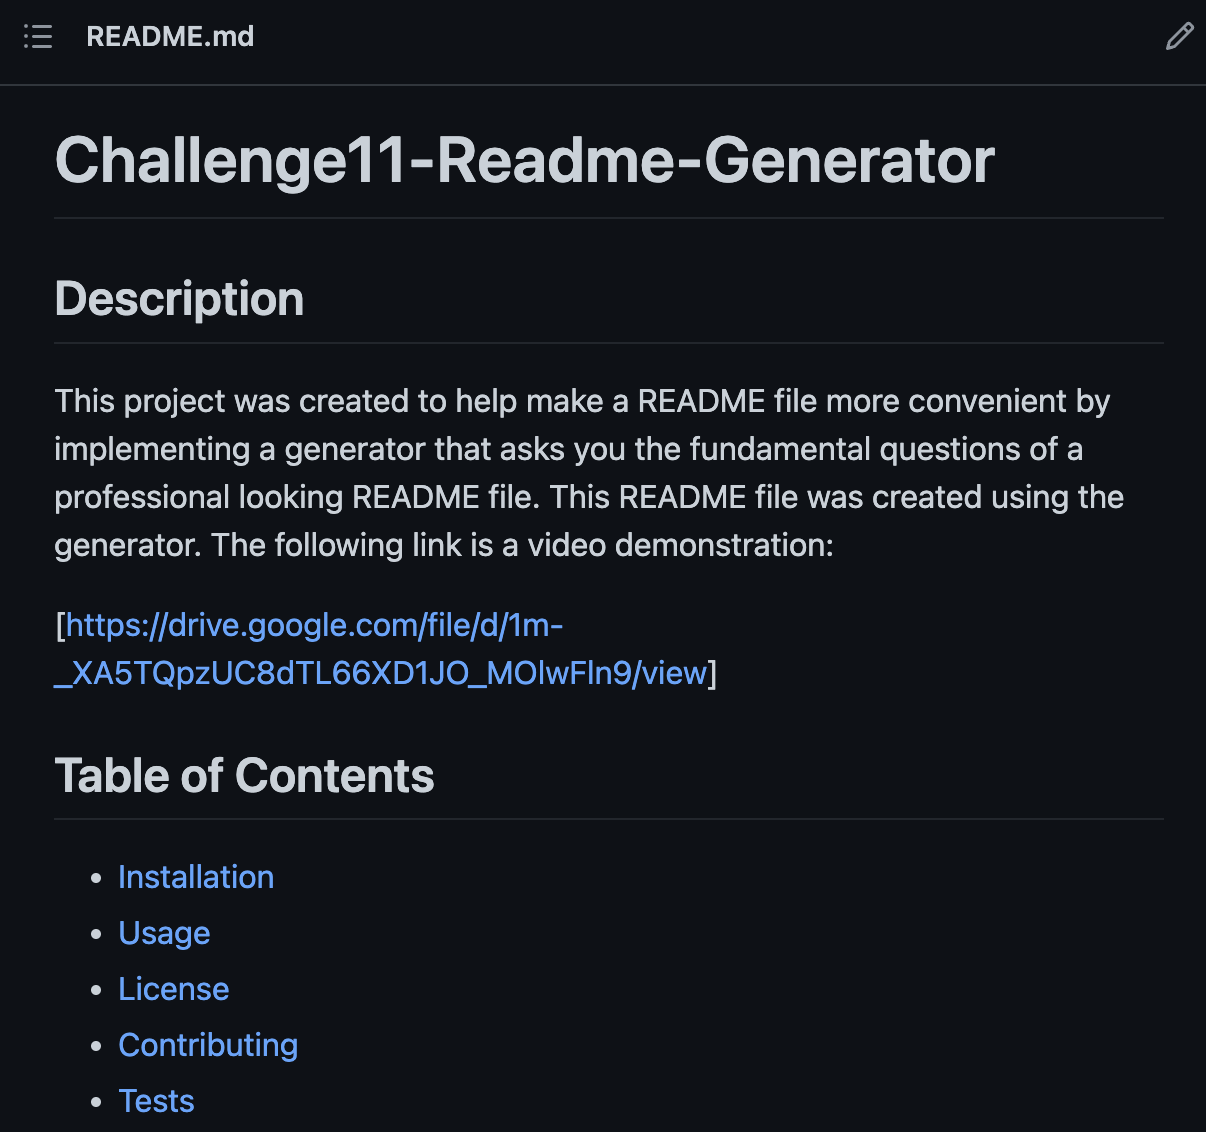 README.md
Challenge11-Readme-Generator
Description
This project was created to help make a README file more convenient by
implementing a generator that asks you the fundamental questions of a
professional looking README file. This README file was created using the
generator. The following link is a video demonstration:
[https://drive.google.com/file/d/1m-
_XA5TQpzUC8dTL66XD1JO_MOlwFln9/view]
Table of Contents
• Installation
• Usage
• License
• Contributing
• Tests